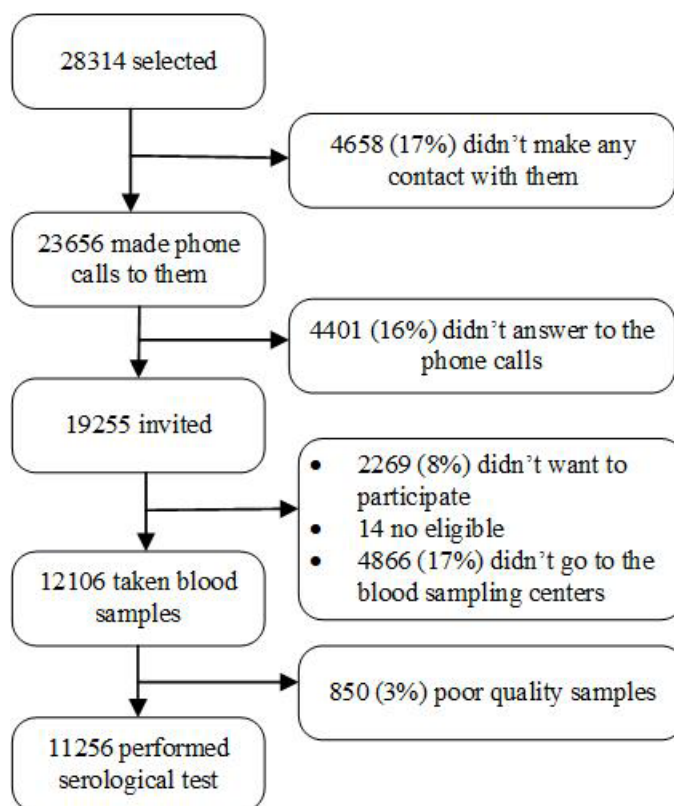 28314 selected
4658 (17%) didn't make any
contact with them
23656 made phone
calls to them
4401 (16%) didn't answer to the
phone calls
19255 invited
• 2269 (8%) didn't want to
participate
• 14 no eligible
• 4866 (17%) didn't go to the
blood sampling centers
12106 taken blood
samples
850 (3%) poor quality samples
11256 performed
serological test